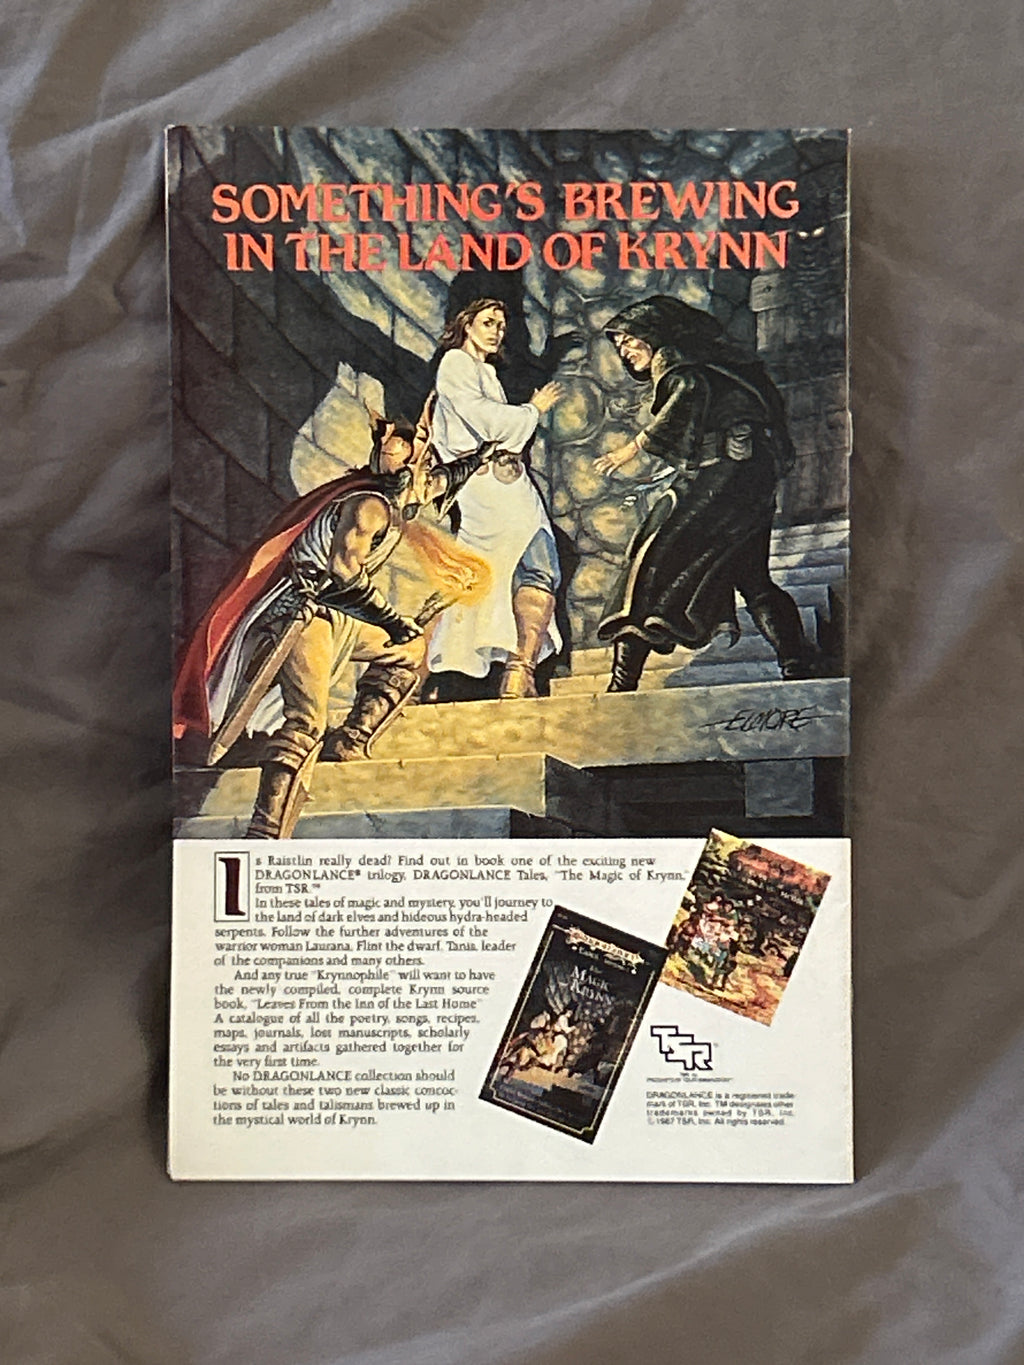 SOMETHING'S BREWING
IN THE LAND OF KRYNN
ELMORE
Is Raistlin really dead? Find out in book one of the exciting new
DRAGONLANCE® trilogy, DRAGONLANCE Tales, "The Magic of Krynn,"
from TSR.™
In these tales of magic and mystery, you'll journey to
the land of dark elves and hideous hydra-headed
serpents. Follow the further adventures of the
warrior woman Laurana, Flint the dwarf, Tanis, leader
of the companions and many others.
And any true "Krynnophile" will want to have
the newly compiled, complete Krynn source
book, "Leaves From the Inn of the Last Home"
A catalogue of all the poetry, songs, recipes,
maps, journals, lost manuscripts, scholarly
essays and artifacts gathered together for
the very first time.
No DRAGONLANCE collection should
be without these two new classic concoc-
tions of tales and talismans brewed up in
the mystical world of Krynn.
The
MAGIC
OF
KRYNN
TSR
DRAGONLANCE is a registered trade-
mark of TSR, Inc. TM designates other
trademarks owned by TSR, Inc.
©1987 TSR, Inc. All rights reserved.